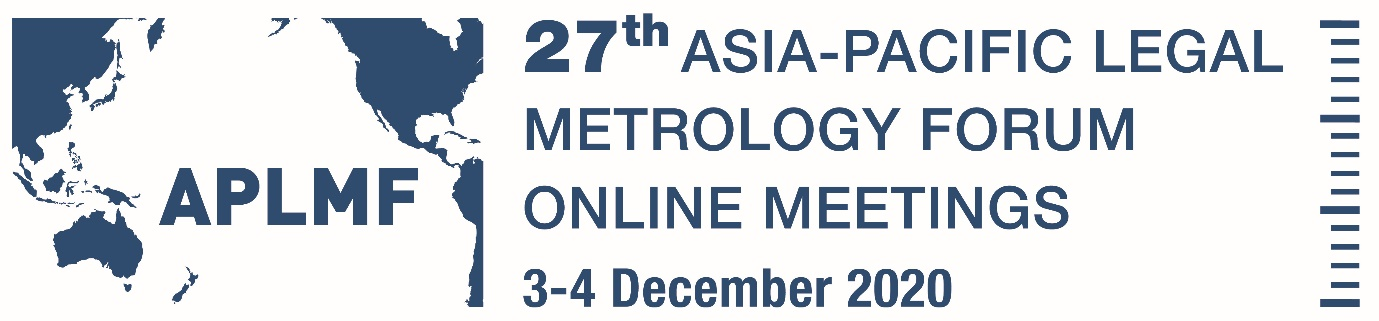 APLMF
27th ASIA-PACIFIC LEGAL
METROLOGY FORUM
ONLINE MEETINGS
3-4 December 2020